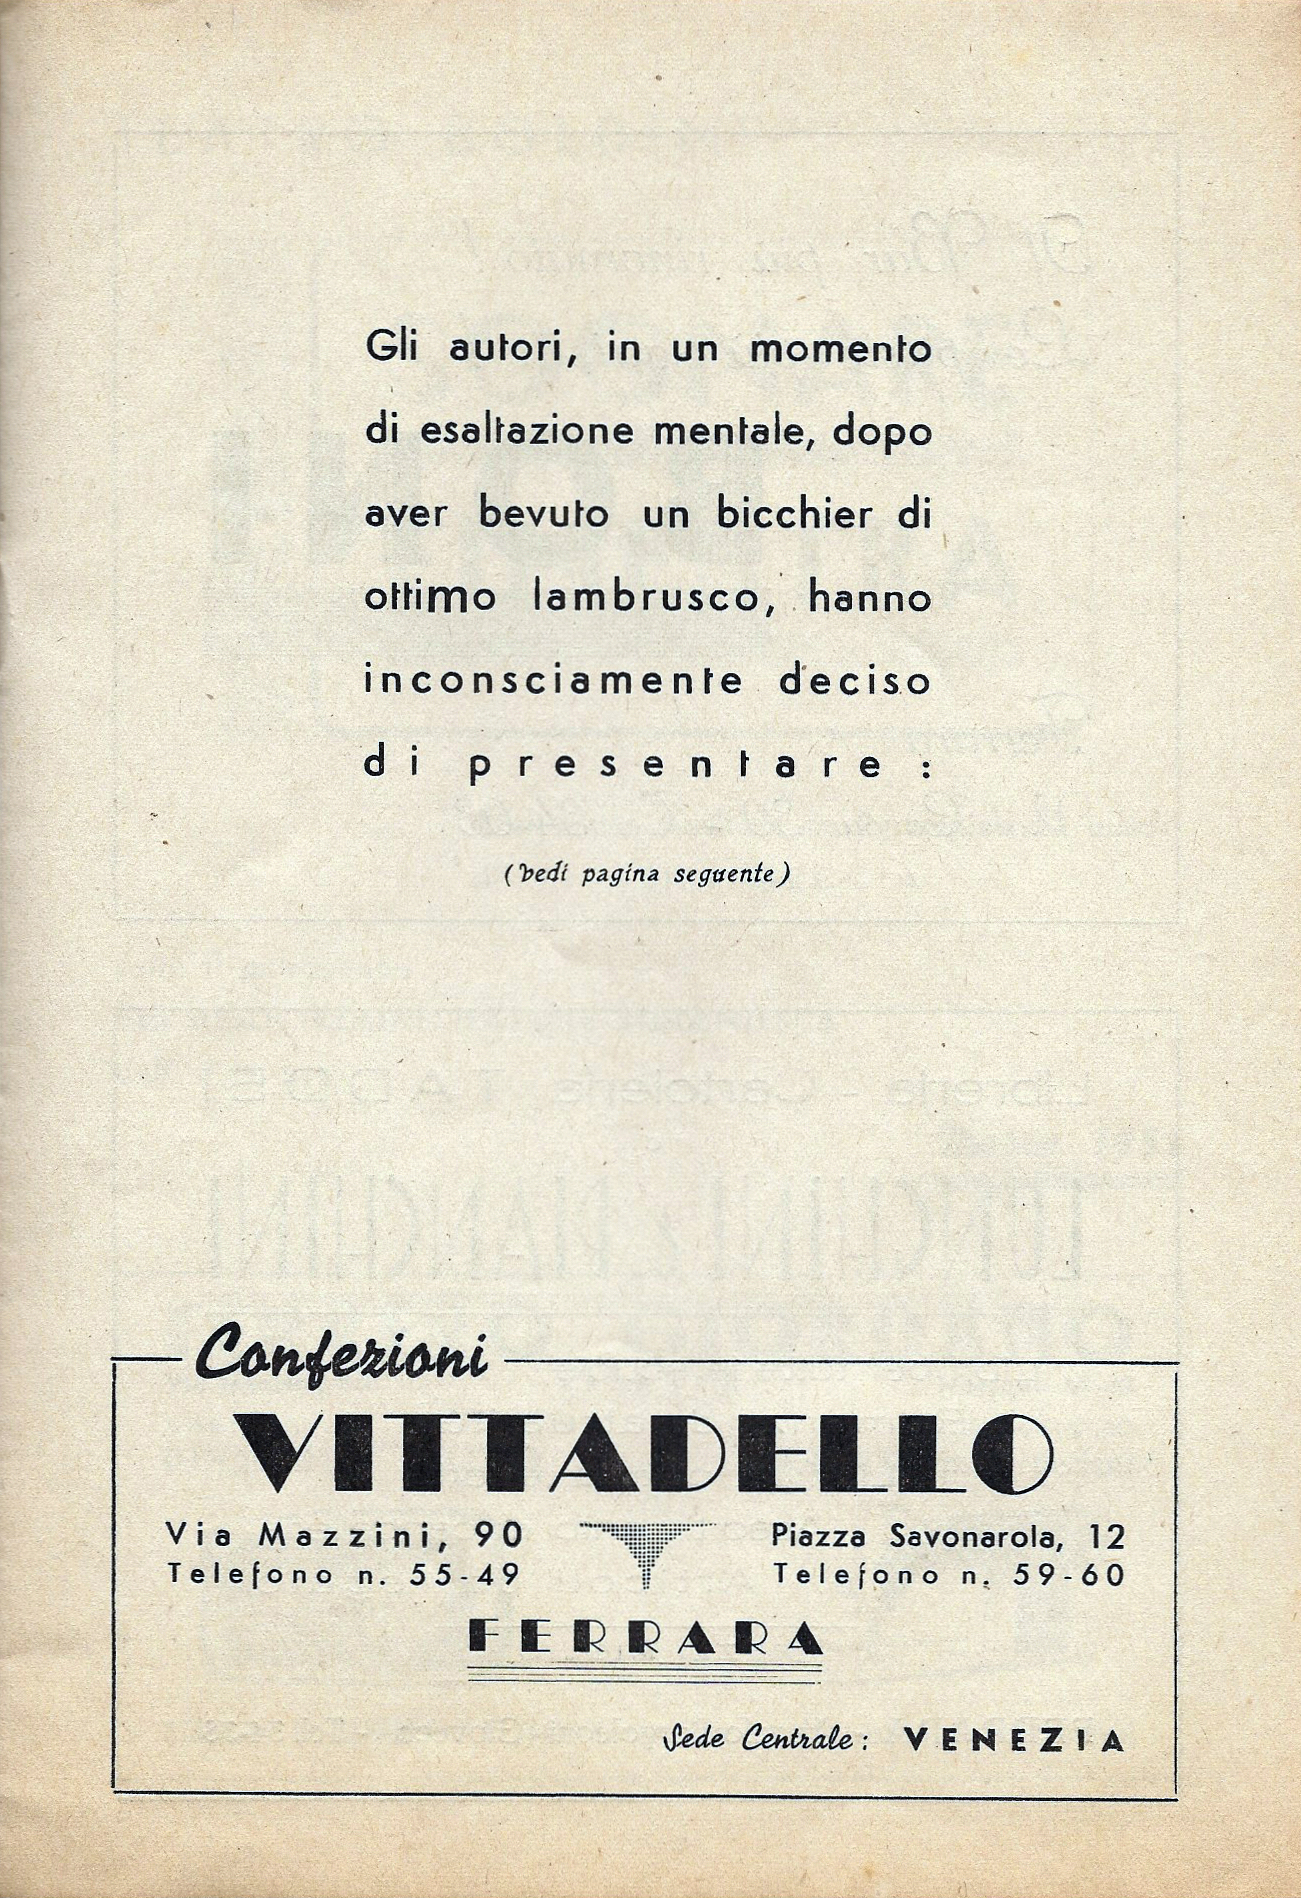 Gli autori, in un momento
di esaltazione mentale, dopo
aver bevuto un bicchier di
ottimo lambrusco, hanno
inconsciamente deciso
di presentare :
(Vedi pagina seguente)
Confezioni
VITTADELLO
Via Mazzini, 90
Telefono n. 55-49
Piazza Savonarola, 12
Telefono n. 59-60
FERRARA
Sede Centrale : VENEZIA